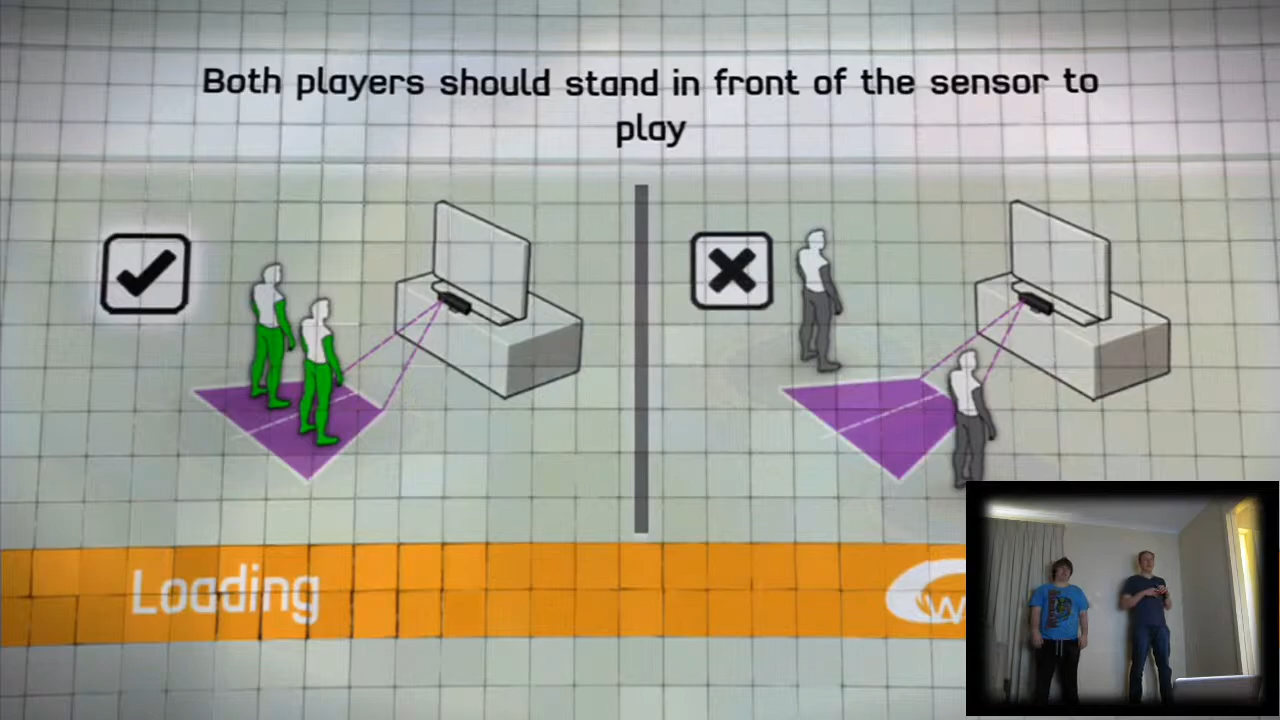 Both players should stand in front of the sensor to
play
Loading